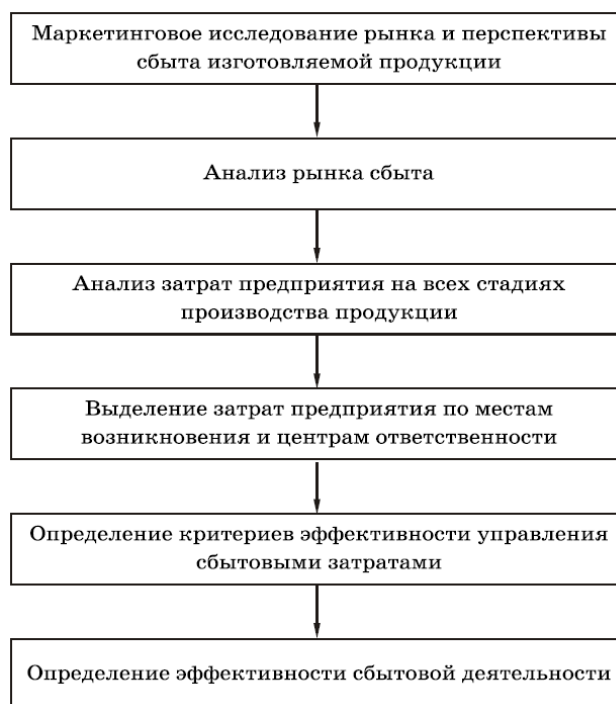 Маркетинговое исследование рынка и перспективы
сбыта изготовляемой продукции
Анализ рынка сбыта
Анализ затрат предприятия на всех стадиях
производства продукции
Выделение затрат предприятия по местам
возникновения и центрам ответственности
Определение критериев эффективности управления
сбытовыми затратами
Определение эффективности сбытовой деятельности